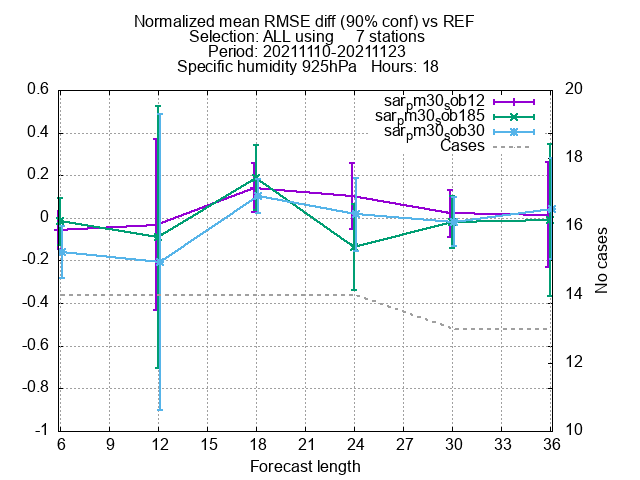 Normalized mean RMSE diff (90% conf) vs REF
Selection: ALL using 7 stations
Period: 20211110-20211123
Specific humidity 925hPa Hours: 18
sar_pm30_sob12
sar_pm30_sob185
sar_pm30_sob30
Cases
0.6
0.4
0.2
0
-0.2
-0.4
-0.6
-0.8
-1
20
18
16
14
12
10
No cases
6 9 12 15 18 21 24 27 30 33 36
Forecast length